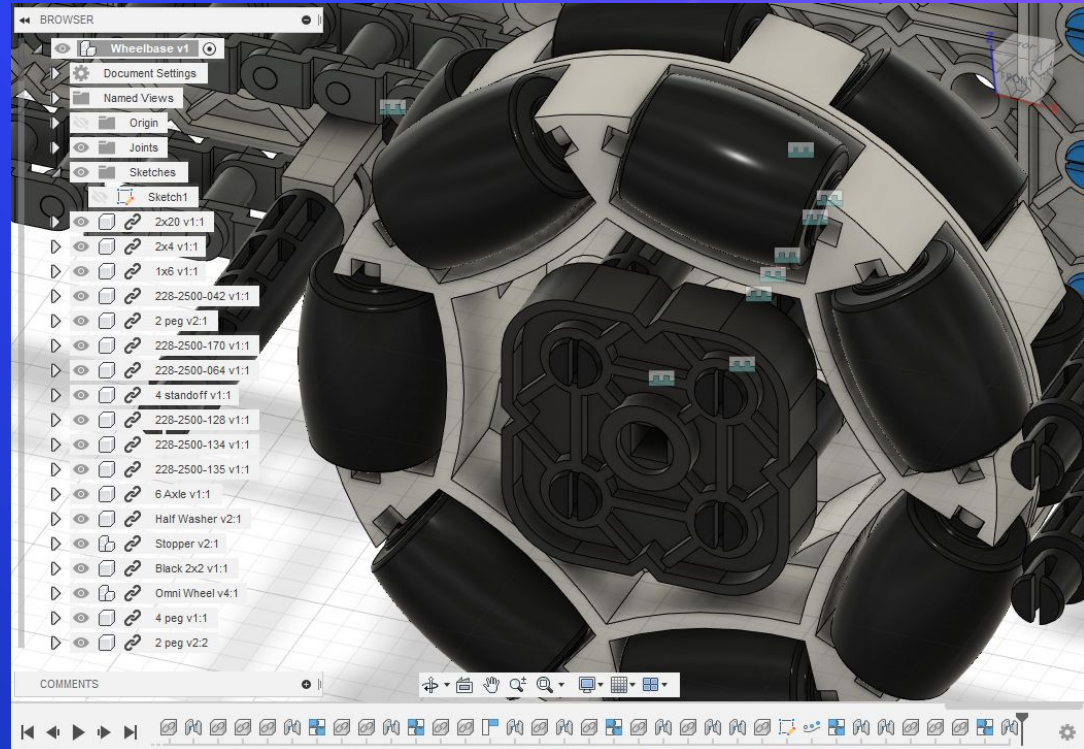 BROWSER
Wheelbase v1
Document Settings
Named Views
Origin
Joints
Sketches
Sketch1
2x20 v1:1
2x4 v1:1
1x6 v1:1
228-2500-042 v1:1
2 peg v2:1
228-2500-170 v1:1
228-2500-064 v1:1
4 standoff v1:1
228-2500-128 v1:1
228-2500-134 v1:1
228-2500-135 v1:1
6 Axle v1:1
Half Washer v2:1
Stopper v2:1
Black 2x2 v1:1
Omni Wheel v4:1
4 peg v1:1
2 peg v2:2
COMMENTS
Z
TOP
FRONT
X